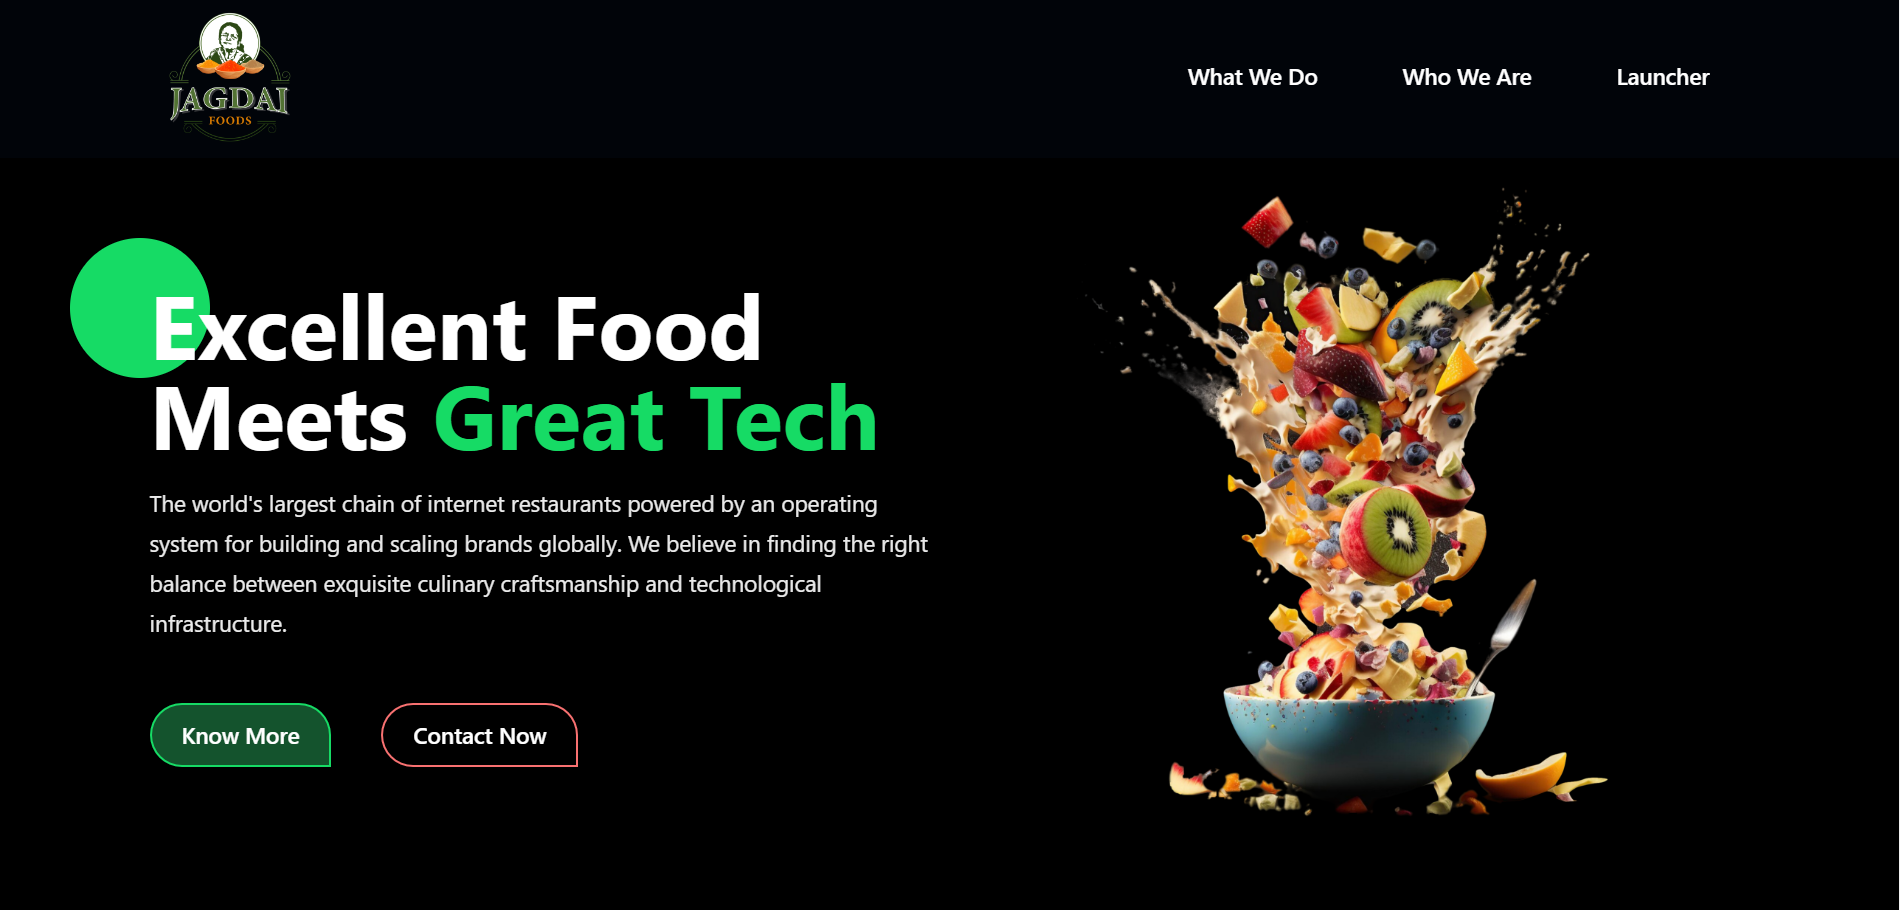 JAGDAI
FOODS
What We Do
Who We Are
Launcher
Excellent Food
Meets Great Tech
The world's largest chain of internet restaurants powered by an operating
system for building and scaling brands globally. We believe in finding the right
balance between exquisite culinary craftsmanship and technological
infrastructure.
Know More
Contact Now